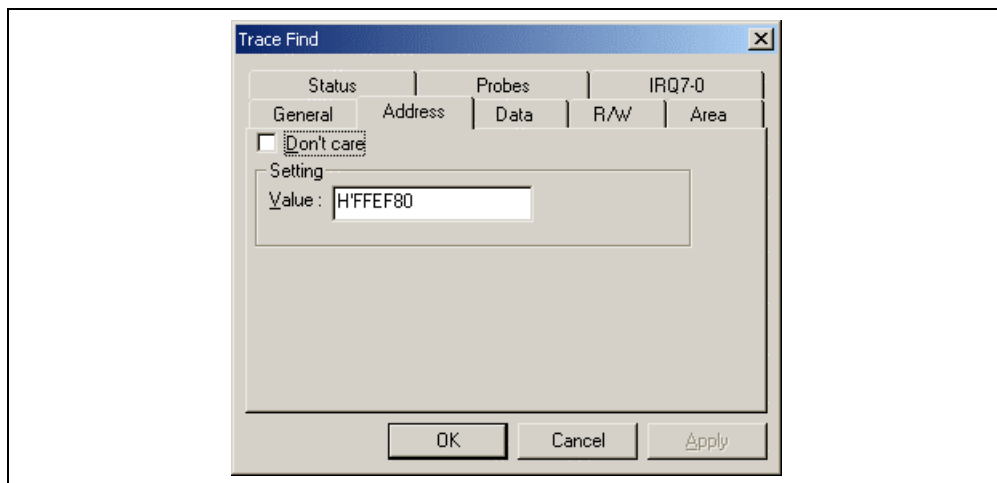 Trace Find
Status Probes IRQ7-0
General Address Data R/W Area
Don't care
Setting
Value : H'FFEF80
OK Cancel Apply